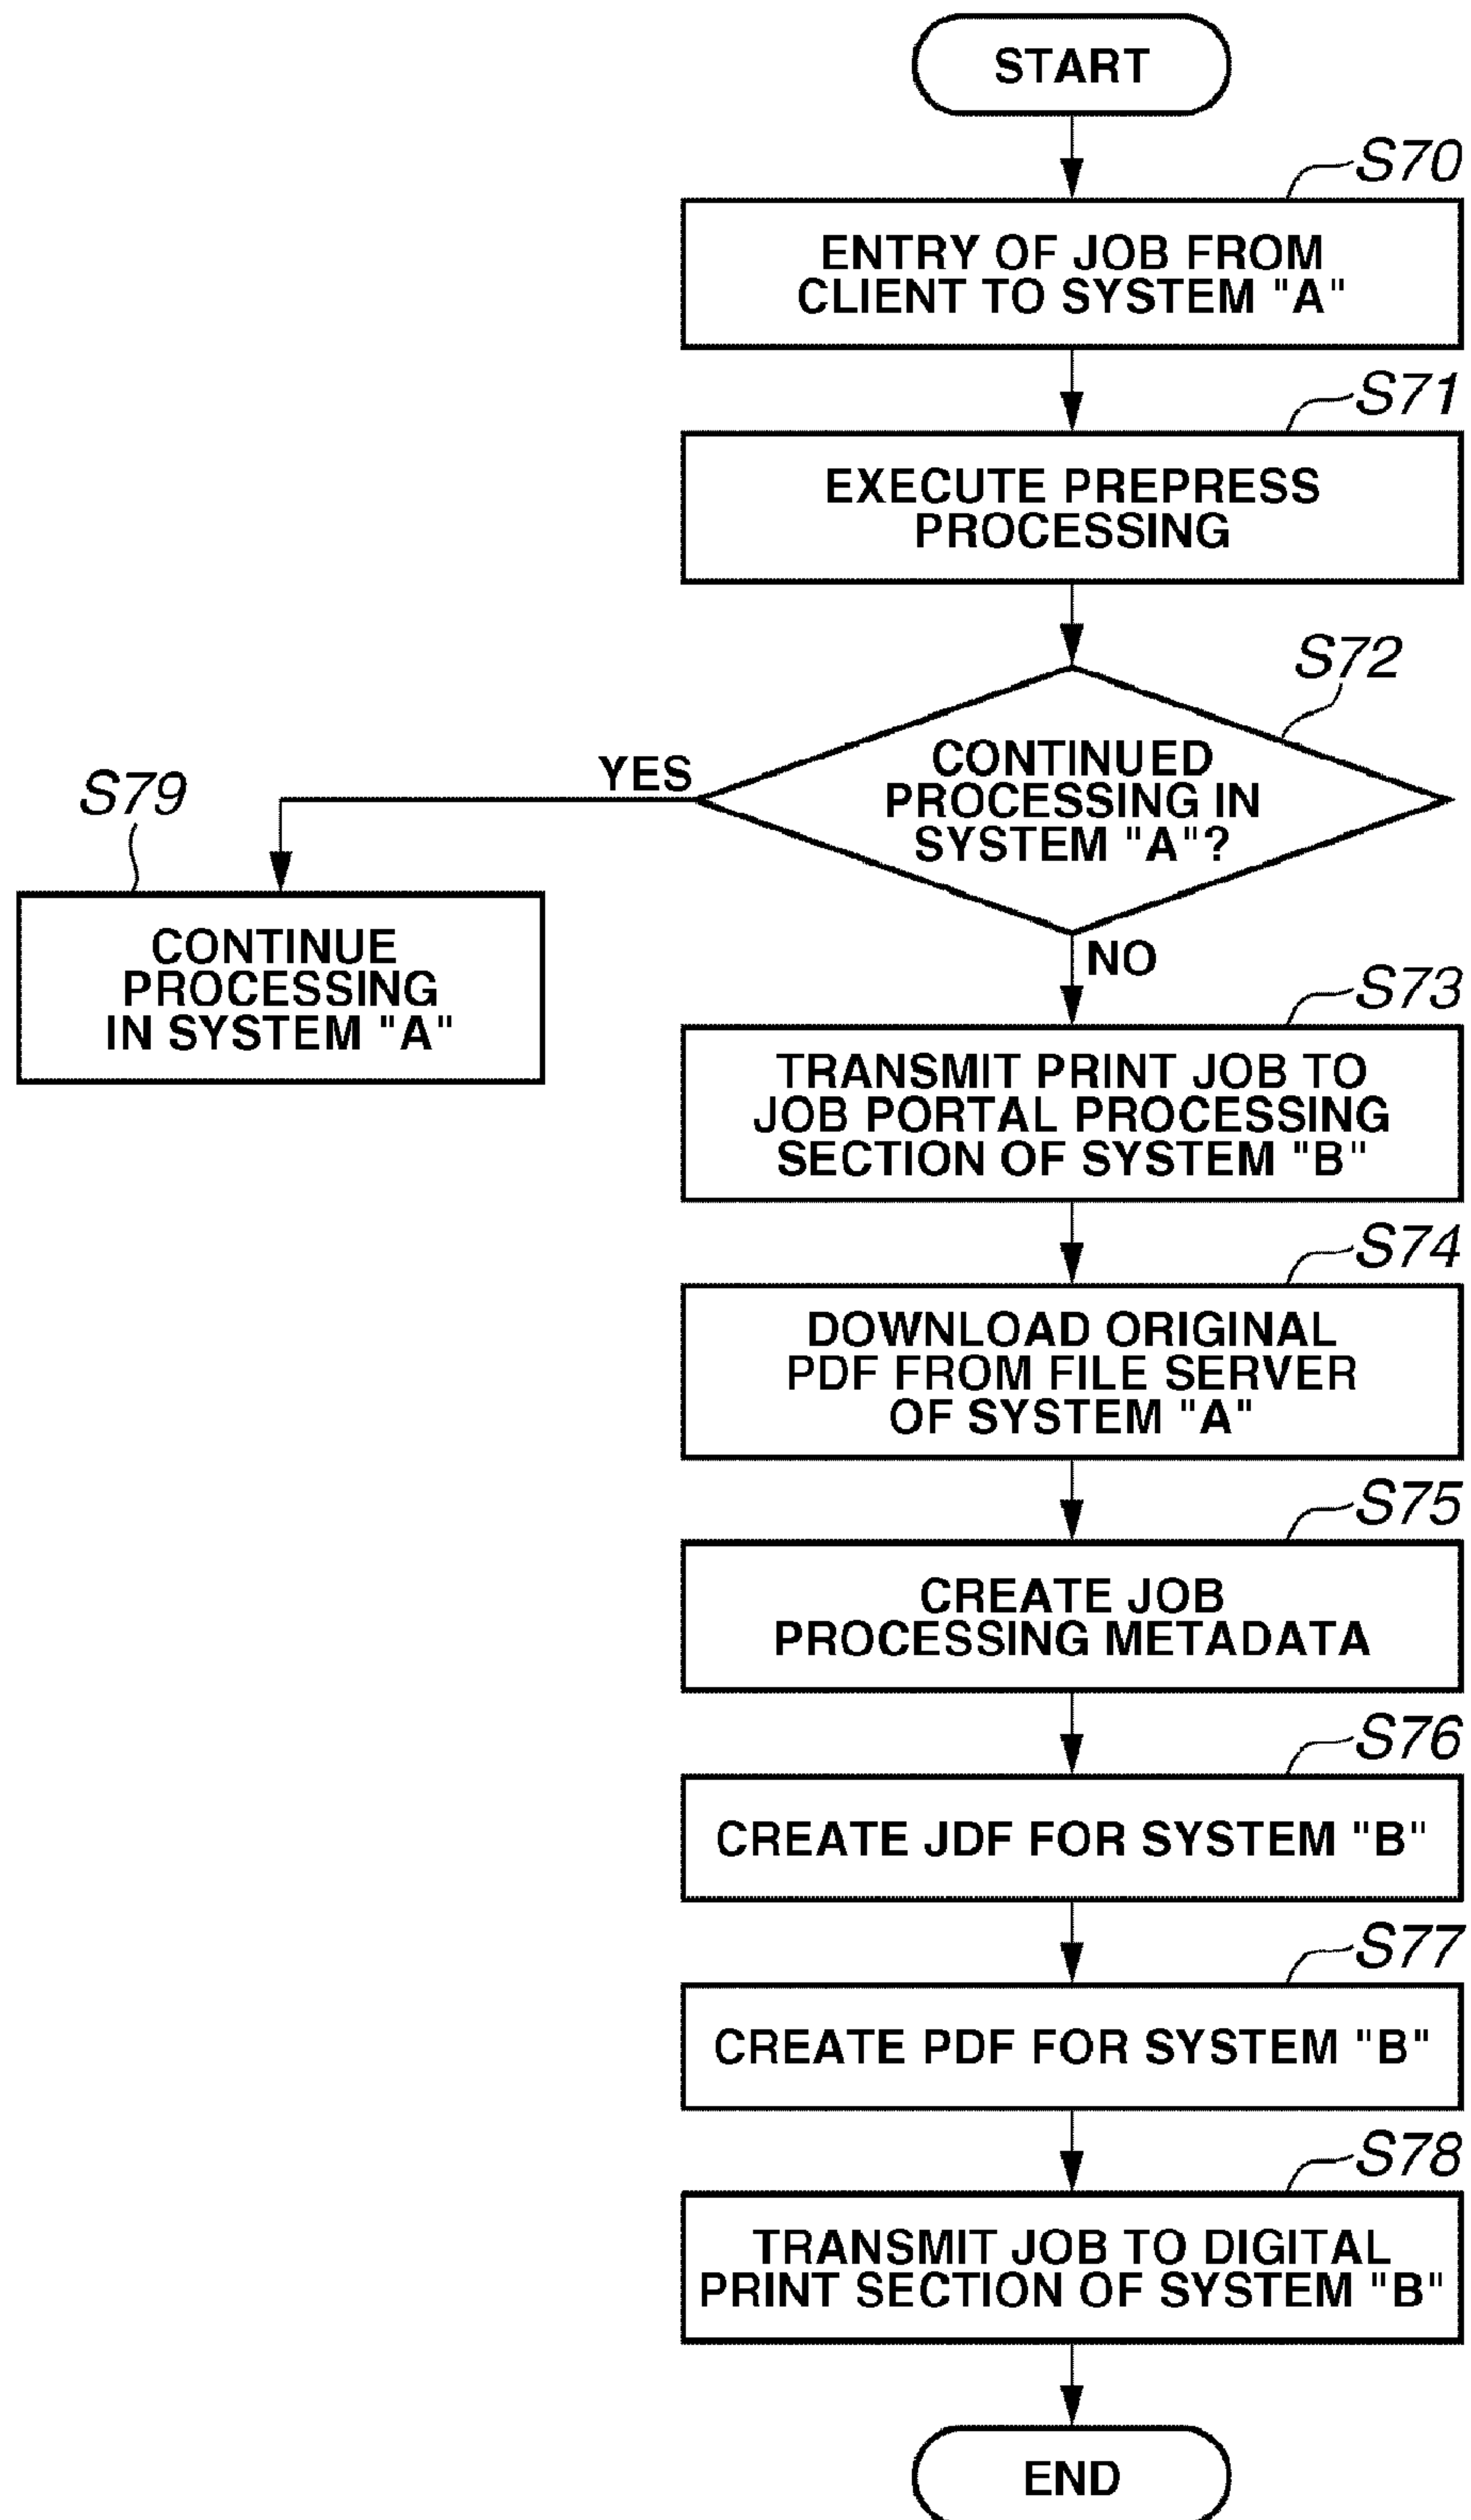 START
S70
ENTRY OF JOB FROM
CLIENT TO SYSTEM "A"
S71
EXECUTE PREPRESS
PROCESSING
S72
CONTINUED
PROCESSING IN
SYSTEM "A"?
YES
S79
CONTINUE
PROCESSING
IN SYSTEM "A"
NO
S73
TRANSMIT PRINT JOB TO
JOB PORTAL PROCESSING
SECTION OF SYSTEM "B"
S74
DOWNLOAD ORIGINAL
PDF FROM FILE SERVER
OF SYSTEM "A"
S75
CREATE JOB
PROCESSING METADATA
S76
CREATE JDF FOR SYSTEM "B"
S77
CREATE PDF FOR SYSTEM "B"
S78
TRANSMIT JOB TO DIGITAL
PRINT SECTION OF SYSTEM "B"
END